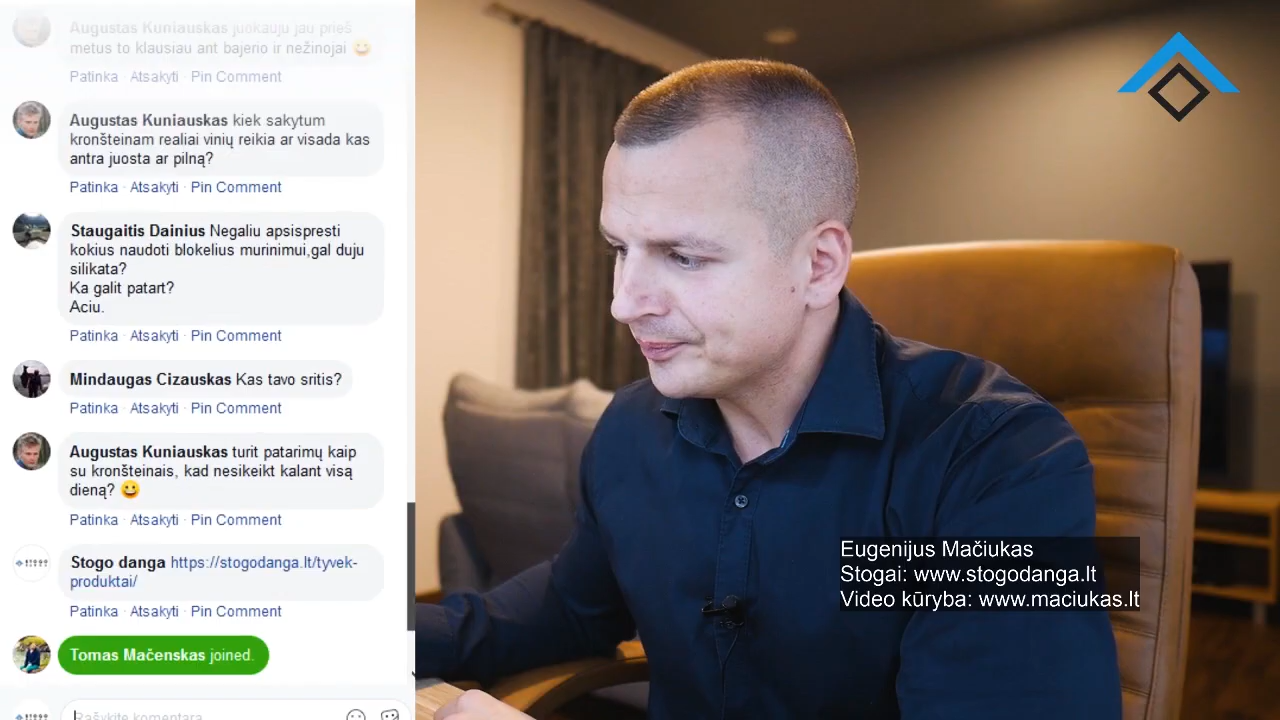 Augustas Kuniauskas juokauju jau prieš
metus to klausiau ant bajerio ir nežinojai 😀
Patinka · Atsakyti · Pin Comment
Augustas Kuniauskas kiek sakytum
kronšteinam realiai vinių reikia ar visada kas
antra juosta ar pilną?
Patinka · Atsakyti · Pin Comment
Staugaitis Dainius Negaliu apsispresti
kokius naudoti blokelius murinimui,gal duju
silikata?
Ka galit patart?
Aciu.
Patinka · Atsakyti · Pin Comment
Mindaugas Cizauskas Kas tavo sritis?
Patinka · Atsakyti · Pin Comment
Augustas Kuniauskas turit patarimų kaip
su kronšteinais, kad nesikeikt kalant visą
dieną? 😀
Patinka · Atsakyti · Pin Comment
Stogo danga https://stogodanga.lt/tyvek-
produktai/
Patinka · Atsakyti · Pin Comment
Tomas Mačenskas joined.
Rašykite komentarą
Eugenijus Mačiukas
Stogai: www.stogodanga.lt
Video kūryba: www.maciukas.lt